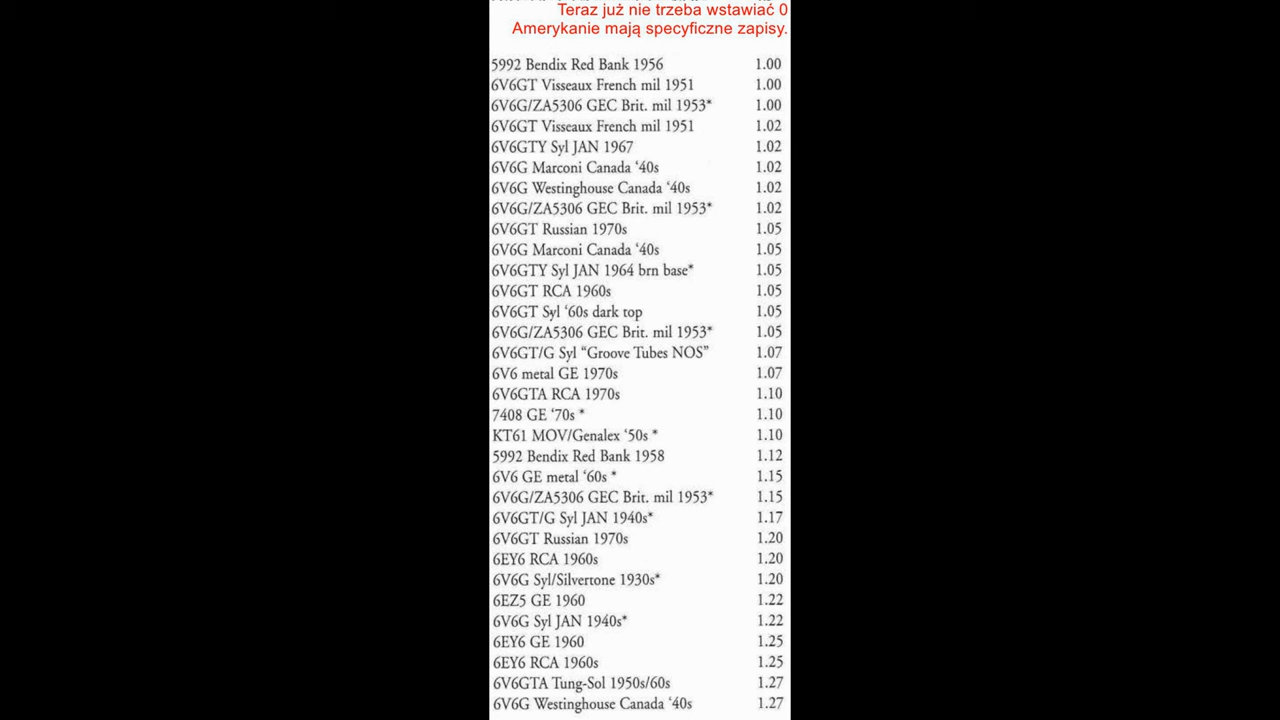 Teraz już nie trzeba wstawiać 0
Amerykanie mają specyficzne zapisy.
5992 Bendix Red Bank 1956 1.00
6V6GT Visseaux French mil 1951 1.00
6V6G/ZA5306 GEC Brit. mil 1953* 1.00
6V6GT Visseaux French mil 1951 1.02
6V6GTY Syl JAN 1967 1.02
6V6G Marconi Canada ‘40s 1.02
6V6G Westinghouse Canada ‘40s 1.02
6V6G/ZA5306 GEC Brit. mil 1953* 1.02
6V6GT Russian 1970s 1.05
6V6G Marconi Canada ‘40s 1.05
6V6GTY Syl JAN 1964 brn base* 1.05
6V6GT RCA 1960s 1.05
6V6GT Syl ‘60s dark top 1.05
6V6G/ZA5306 GEC Brit. mil 1953* 1.05
6V6GT/G Syl “Groove Tubes NOS” 1.07
6V6 metal GE 1970s 1.07
6V6GTA RCA 1970s 1.10
7408 GE ‘70s * 1.10
KT61 MOV/Genalex ‘50s * 1.10
5992 Bendix Red Bank 1958 1.12
6V6 GE metal ‘60s * 1.15
6V6G/ZA5306 GEC Brit. mil 1953* 1.15
6V6GT/G Syl JAN 1940s* 1.17
6V6GT Russian 1970s 1.20
6EY6 RCA 1960s 1.20
6V6G Syl/Silvertone 1930s* 1.20
6EZ5 GE 1960 1.22
6V6G Syl JAN 1940s* 1.22
6EY6 GE 1960 1.25
6EY6 RCA 1960s 1.25
6V6GTA Tung-Sol 1950s/60s 1.27
6V6G Westinghouse Canada ‘40s 1.27